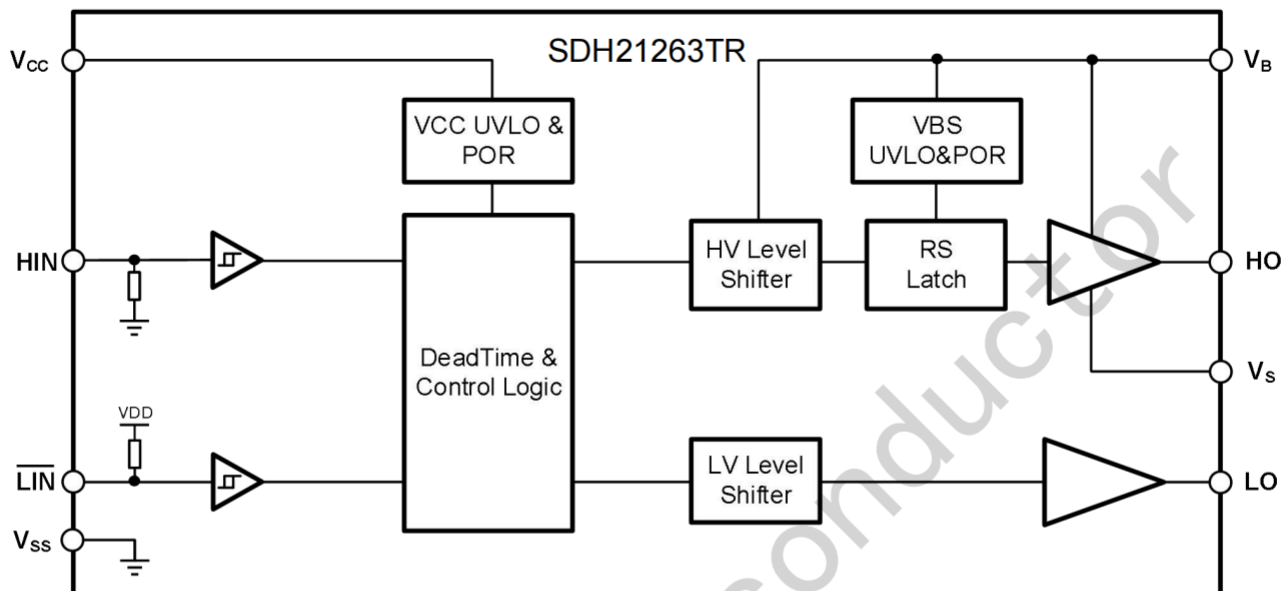 SDH21263TR
VCC
VB
VCC UVLO &
POR
VBS
UVLO&POR
HIN
HV Level
Shifter
RS
Latch
HO
DeadTime &
Control Logic
VS
VDD
LIN
LV Level
Shifter
LO
VSS
conductor